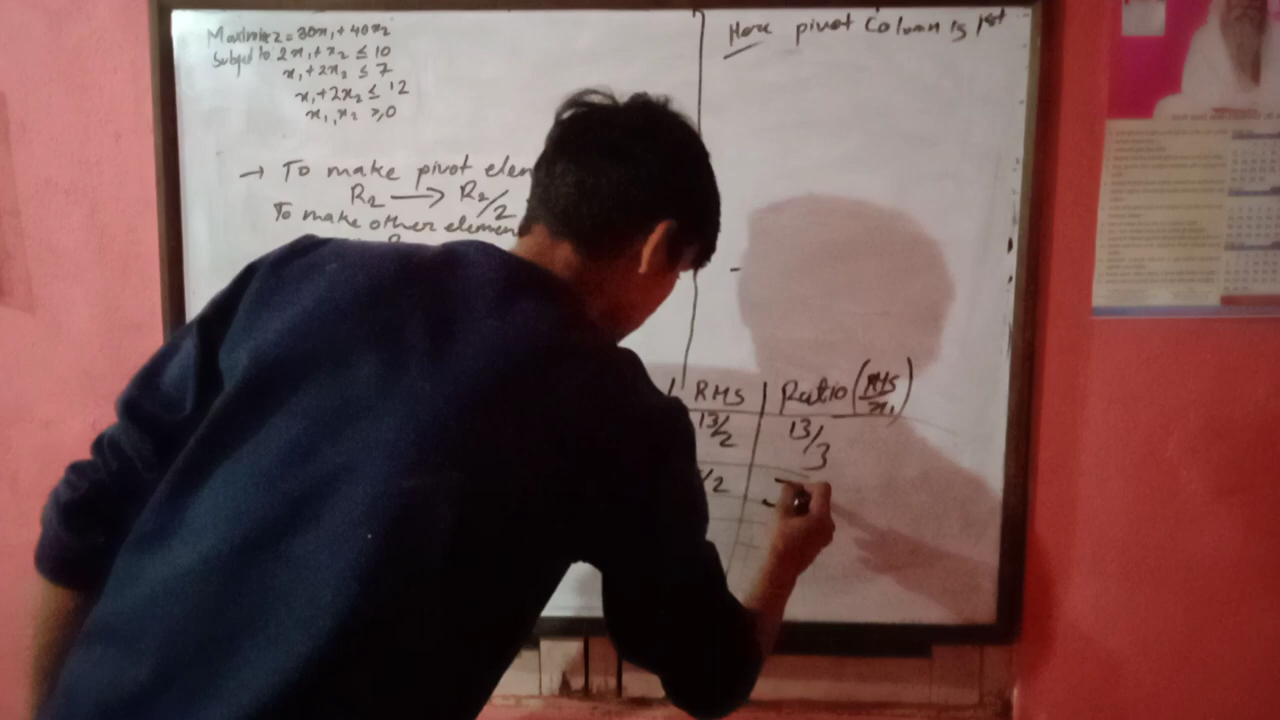 Maximize z = 30x₁ + 40x₂
Subject to 2x₁ + x₂ ≤ 10
x₁ + 2x₂ ≤ 7
x₁ + 2x₂ ≤ 12
x₁, x₂ ≥, 0
→ To make pivot elem
R₂ → R₂/2
To make other elemen
Here pivot Column is 1st
RHS | Ratio (RHS/x₁)
13/2 | 13/3
/2